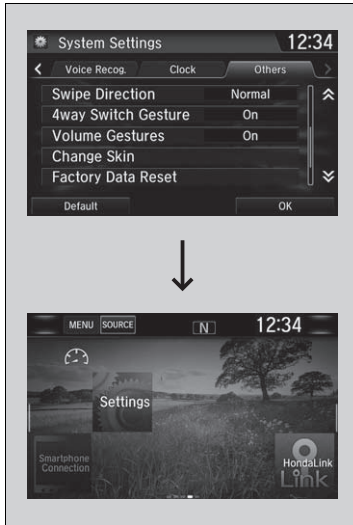 System Settings 12:34
Voice Recog. Clock Others
Swipe Direction Normal
4way Switch Gesture On
Volume Gestures On
Change Skin
Factory Data Reset
Default OK
MENU SOURCE N 12:34
Settings
Smartphone
Connection
HondaLink
Link